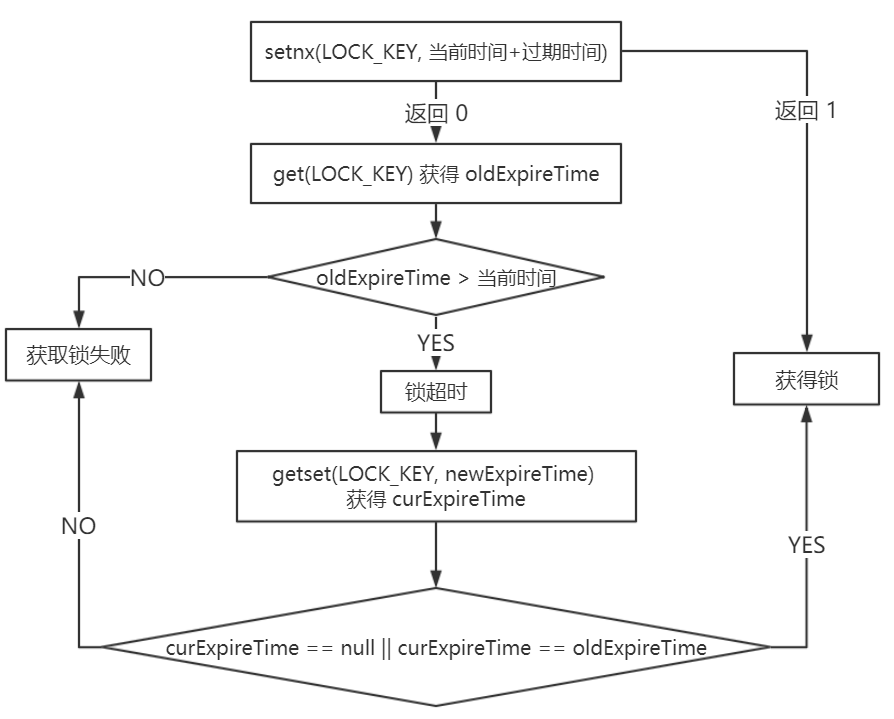 setnx(LOCK_KEY, 当前时间+过期时间)
返回 0
返回 1
get(LOCK_KEY) 获得 oldExpireTime
oldExpireTime > 当前时间
NO
YES
获取锁失败
获得锁
锁超时
getset(LOCK_KEY, newExpireTime)
获得 curExpireTime
NO
YES
curExpireTime == null || curExpireTime == oldExpireTime